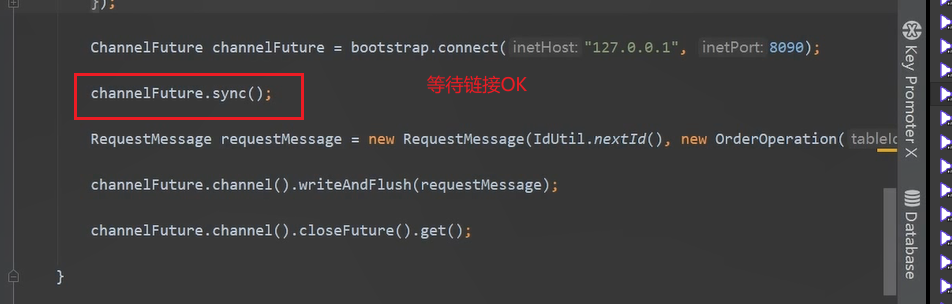 });
ChannelFuture channelFuture = bootstrap.connect( inetHost: "127.0.0.1", inetPort: 8090);
channelFuture.sync();
等待链接OK
RequestMessage requestMessage = new RequestMessage(IdUtil.nextId(), new OrderOperation( tableId
channelFuture.channel().writeAndFlush(requestMessage);
channelFuture.channel().closeFuture().get();
}
Key Promoter X
Database